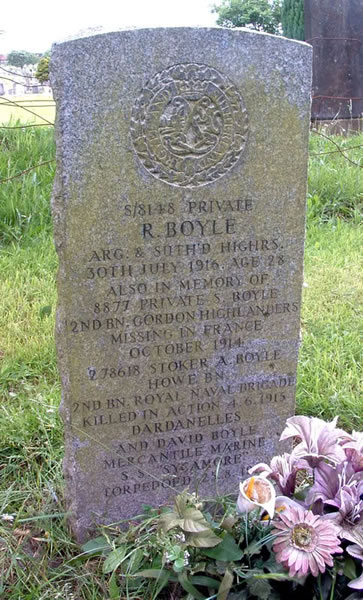 S/8148 PRIVATE
R. BOYLE
ARG. & SUTH'D HIGHRS.
30TH JULY 1916. AGE 28
ALSO IN MEMORY OF
8877 PRIVATE S. BOYLE
2ND BN. GORDON HIGHLANDERS
MISSING IN FRANCE
OCTOBER 1914.
278618 STOKER A. BOYLE
HOWE BN.
2ND BN. ROYAL NAVAL BRIGADE
KILLED IN ACTION 4.6.1915
DARDANELLES
AND DAVID BOYLE
MERCANTILE MARINE
S.S. "SYCAMORE"
TORPEDOED